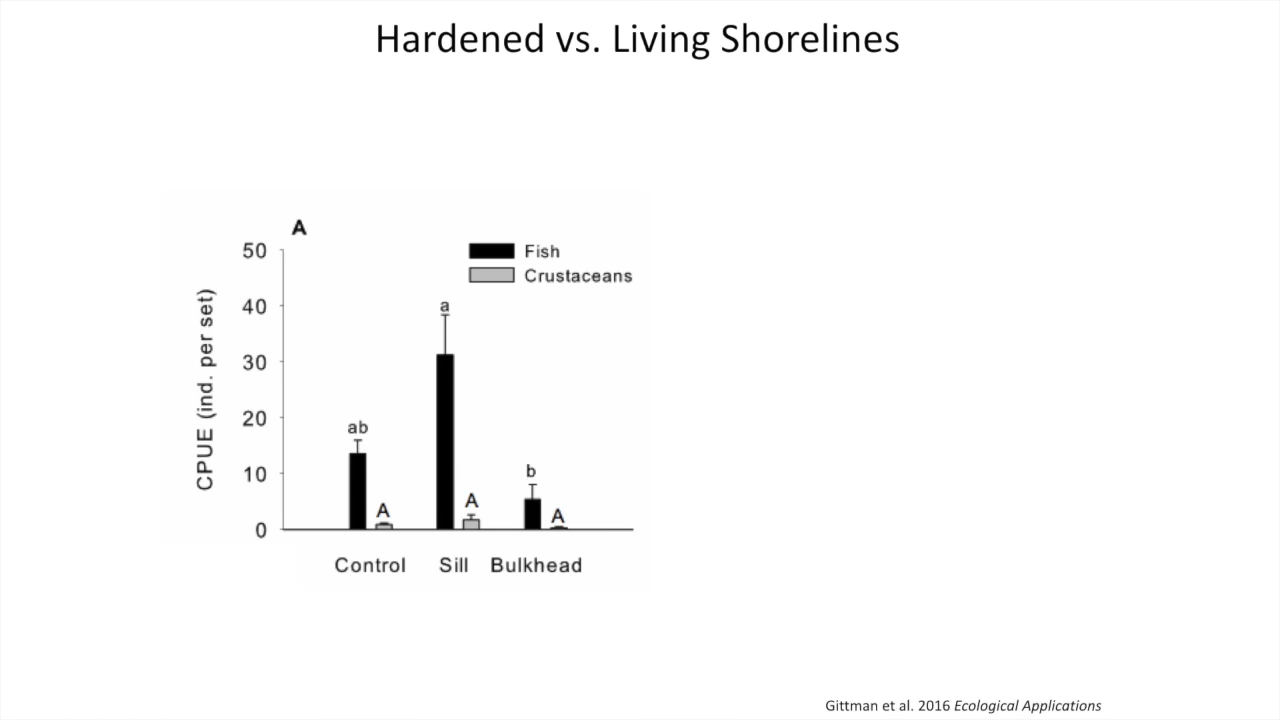 Hardened vs. Living Shorelines
A
50
40
30
20
10
0
CPUE (ind. per set)
Fish
Crustaceans
ab
A
a
A
b
A
Control Sill Bulkhead
Gittman et al. 2016 Ecological Applications